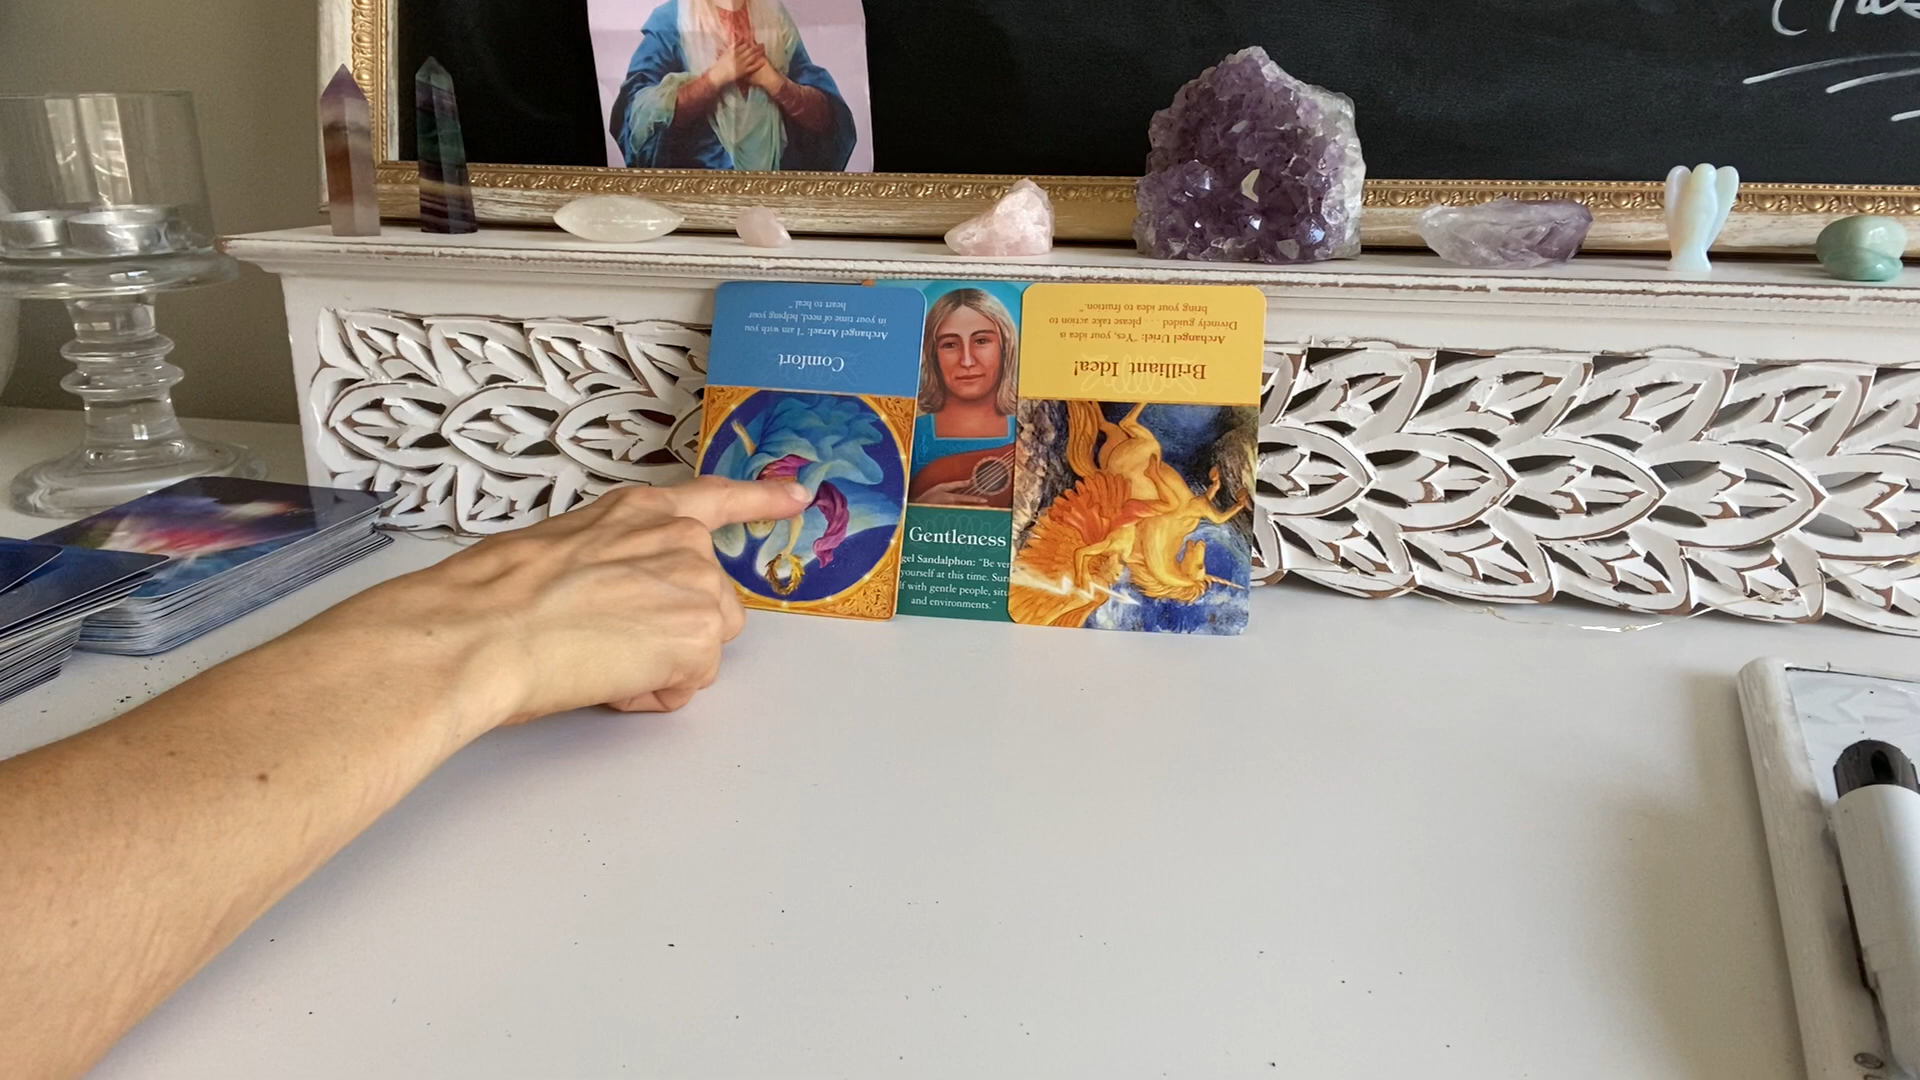 Comfort
Archangel Azrael: "I am with you
in your time of need, helping your
heart to heal."
Gentleness
gel Sandalphon: "Be ver
yourself at this time. Surr
lf with gentle people, situ
and environments."
Brilliant Idea!
Archangel Uriel: "Yes, your idea is
Divinely guided . . . please take action to
bring your idea to fruition."